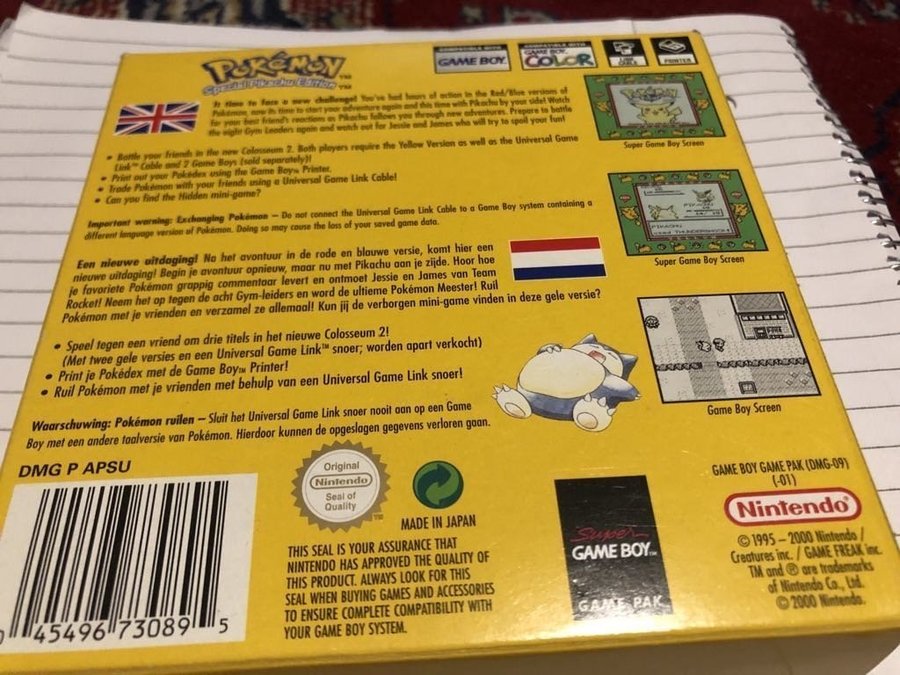 POKéMON™
Special Pikachu Edition™
COMPATIBLE WITH
GAME BOY
COMPATIBLE WITH
GAME BOY
COLOR
LINK CABLE
PRINTER
It time to face a new challenge! You've had hours of action in the Red/Blue versions of
Pokémon, now its time to start your adventure again and this time with Pikachu by your side! Watch
for your best friend's reactions as Pikachu follows you through new adventures. Prepare to battle
the eight Gym Leaders again and watch out for Jessie and James who will try to spoil your fun!
• Battle your friends in the new Colosseum 2. Both players require the Yellow Version as well as the Universal Game
Link™ Cable and 2 Game Boys (sold separately)!
• Print out your Pokédex using the Game Boy™ Printer.
• Trade Pokémon with your friends using a Universal Game Link Cable!
• Can you find the Hidden mini-game?
Important warning: Exchanging Pokémon – Do not connect the Universal Game Link Cable to a Game Boy system containing a
different language version of Pokémon. Doing so may cause the loss of your saved game data.
Super Game Boy Screen
PIKACHU
PIKACHU
used THUNDERSHOCK!
Super Game Boy Screen
POKé
Game Boy Screen
Een nieuwe uitdaging! Na het avontuur in de rode en blauwe versie, komt hier een
nieuwe uitdaging! Begin je avontuur opnieuw, maar nu met Pikachu aan je zijde. Hoor hoe
je favoriete Pokémon grappig commentaar levert en ontmoet Jessie en James van Team
Rocket! Neem het op tegen de acht Gym-leiders en word de ultieme Pokémon Meester! Ruil
Pokémon met je vrienden en verzamel ze allemaal! Kun jij de verborgen mini-game vinden in deze gele versie?
• Speel tegen een vriend om drie titels in het nieuwe Colosseum 2!
(Met twee gele versies en een Universal Game Link™ snoer; worden apart verkocht)
• Print je Pokédex met de Game Boy™ Printer!
• Ruil Pokémon met je vrienden met behulp van een Universal Game Link snoer!
Waarschuwing: Pokémon ruilen – Sluit het Universal Game Link snoer nooit aan op een Game
Boy met een andere taalversie van Pokémon. Hierdoor kunnen de opgeslagen gegevens verloren gaan.
DMG P APSU
0 45496 73089 5
Original
Nintendo
Seal of
Quality
™
MADE IN JAPAN
THIS SEAL IS YOUR ASSURANCE THAT
NINTENDO HAS APPROVED THE QUALITY OF
THIS PRODUCT. ALWAYS LOOK FOR THIS
SEAL WHEN BUYING GAMES AND ACCESSORIES
TO ENSURE COMPLETE COMPATIBILITY WITH
YOUR GAME BOY SYSTEM.
Super
GAME BOY™
GAME PAK
GAME BOY GAME PAK (DMG-09)
(-01)
Nintendo®
© 1995 – 2000 Nintendo /
Creatures inc. / GAME FREAK inc.
TM and ® are trademarks
of Nintendo Co., Ltd.
© 2000 Nintendo.